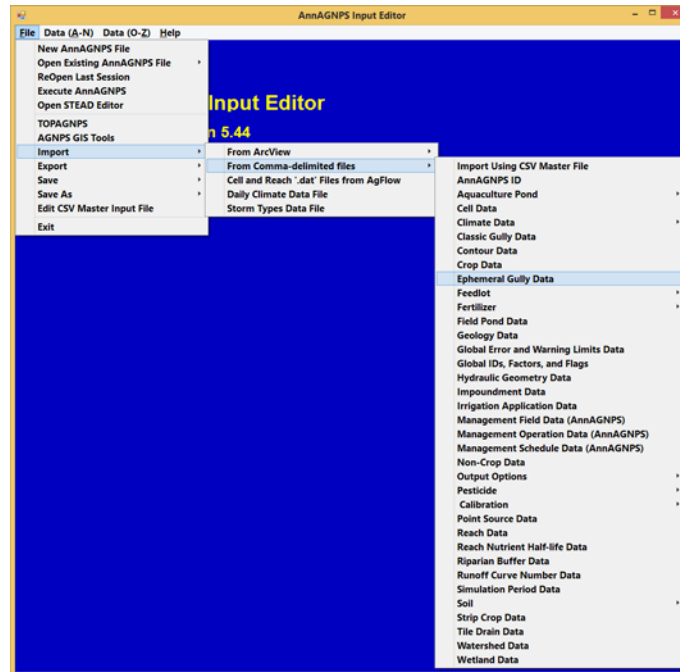 AnnAGNPS Input Editor
File Data (A-N) Data (O-Z) Help
New AnnAGNPS File
Open Existing AnnAGNPS File
ReOpen Last Session
Execute AnnAGNPS
Open STEAD Editor
TOPAGNPS
AGNPS GIS Tools
Import
Export
Save
Save As
Edit CSV Master Input File
Exit
Input Editor
5.44
From ArcView
From Comma-delimited files
Cell and Reach '.dat' Files from AgFlow
Daily Climate Data File
Storm Types Data File
Import Using CSV Master File
AnnAGNPS ID
Aquaculture Pond
Cell Data
Climate Data
Classic Gully Data
Contour Data
Crop Data
Ephemeral Gully Data
Feedlot
Fertilizer
Field Pond Data
Geology Data
Global Error and Warning Limits Data
Global IDs, Factors, and Flags
Hydraulic Geometry Data
Impoundment Data
Irrigation Application Data
Management Field Data (AnnAGNPS)
Management Operation Data (AnnAGNPS)
Management Schedule Data (AnnAGNPS)
Non-Crop Data
Output Options
Pesticide
Calibration
Point Source Data
Reach Data
Reach Nutrient Half-life Data
Riparian Buffer Data
Runoff Curve Number Data
Simulation Period Data
Soil
Strip Crop Data
Tile Drain Data
Watershed Data
Wetland Data